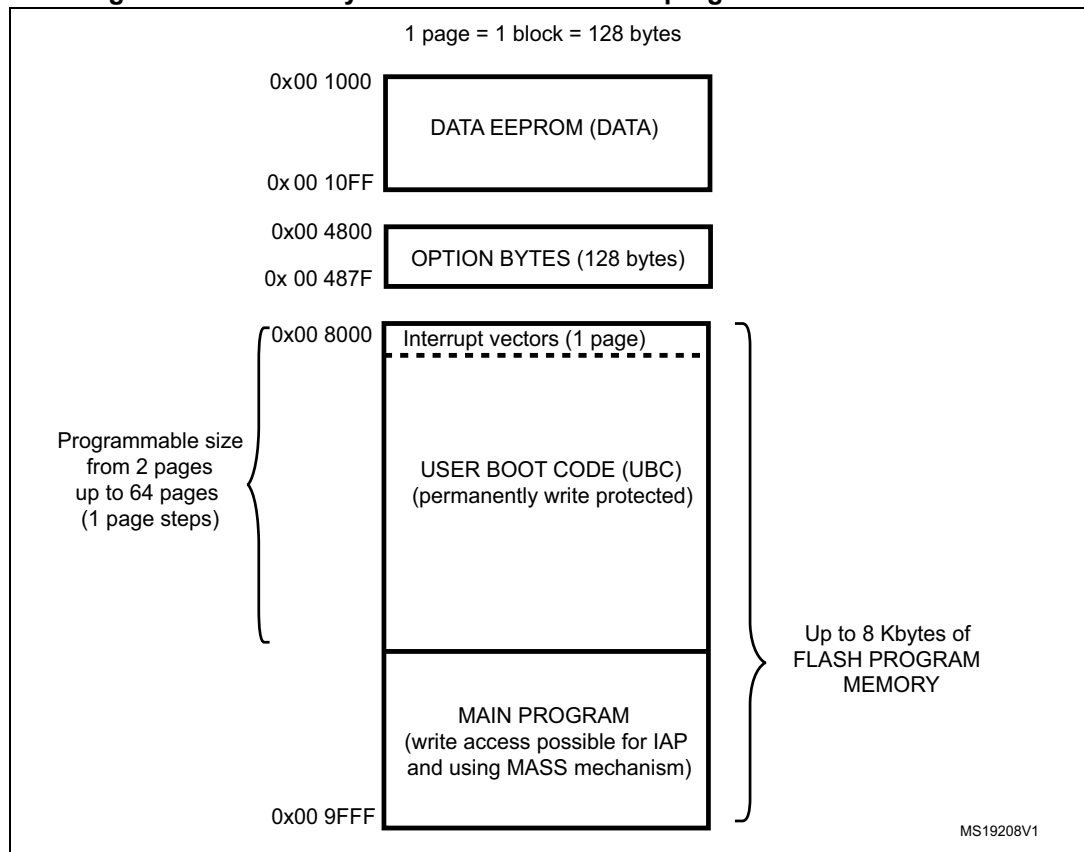 1 page = 1 block = 128 bytes
0x00 1000
DATA EEPROM (DATA)
0x 00 10FF
0x00 4800
OPTION BYTES (128 bytes)
0x 00 487F
0x00 8000
Interrupt vectors (1 page)
Programmable size
from 2 pages
up to 64 pages
(1 page steps)
USER BOOT CODE (UBC)
(permanently write protected)
Up to 8 Kbytes of
FLASH PROGRAM
MEMORY
MAIN PROGRAM
(write access possible for IAP
and using MASS mechanism)
0x00 9FFF
MS19208V1